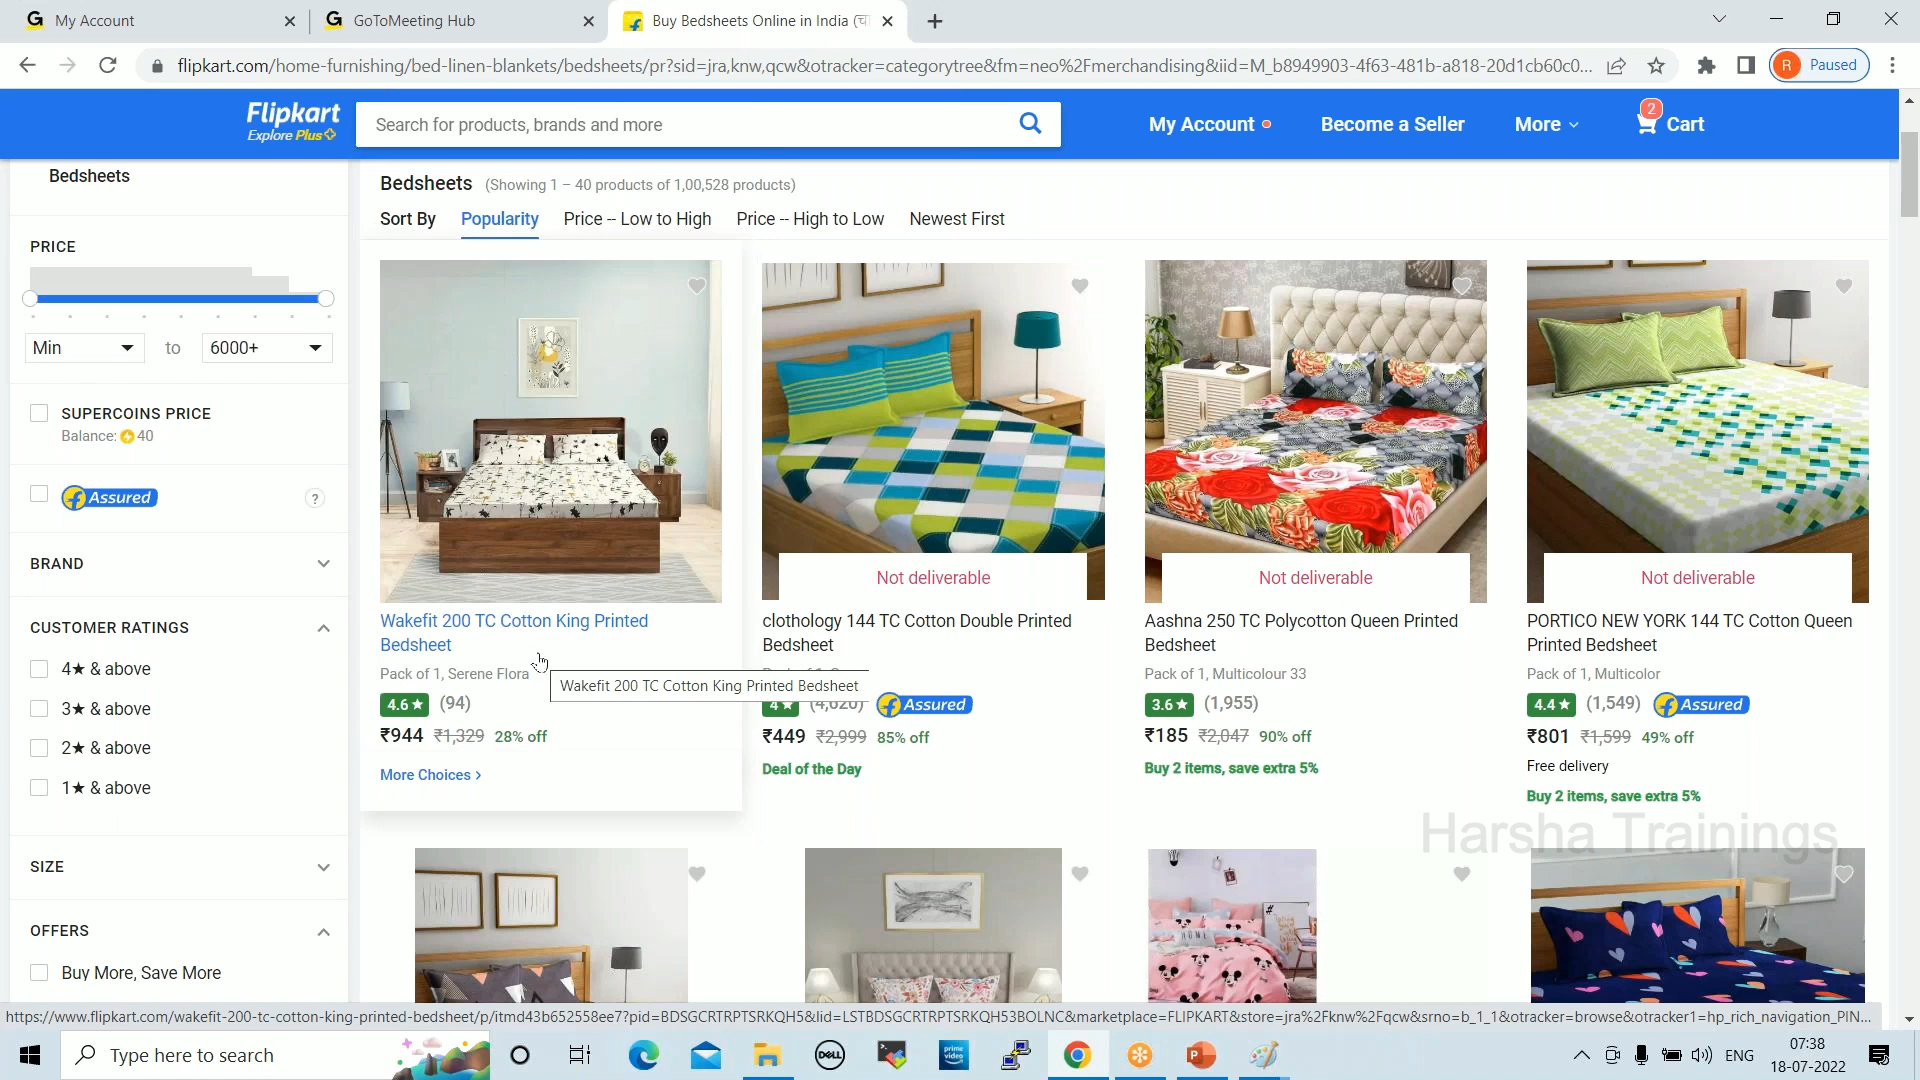 My Account
GoToMeeting Hub
Buy Bedsheets Online in India (
flipkart.com/home-furnishing/bed-linen-blankets/bedsheets/pr?sid=jra,knw,qcw&otracker=categorytree&fm=neo%2Fmerchandising&iid=M_b8949903-4f63-481b-a818-20d1cb60c0...
R Paused
Flipkart
Explore Plus
Search for products, brands and more
My Account
Become a Seller
More
2
Cart
Bedsheets
PRICE
Min
to
6000+
SUPERCOINS PRICE
Balance: 40
Assured
?
BRAND
CUSTOMER RATINGS
4★ & above
3★ & above
2★ & above
1★ & above
SIZE
OFFERS
Buy More, Save More
Bedsheets (Showing 1 – 40 products of 1,00,528 products)
Sort By Popularity Price -- Low to High Price -- High to Low Newest First
Wakefit 200 TC Cotton King Printed
Bedsheet
Pack of 1, Serene Flora
Wakefit 200 TC Cotton King Printed Bedsheet
4.6★ (94)
₹944 ₹1,329 28% off
More Choices >
Not deliverable
clothology 144 TC Cotton Double Printed
Bedsheet
4★ (4,620) Assured
₹449 ₹2,999 85% off
Deal of the Day
Not deliverable
Aashna 250 TC Polycotton Queen Printed
Bedsheet
Pack of 1, Multicolour 33
3.6★ (1,955)
₹185 ₹2,047 90% off
Buy 2 items, save extra 5%
Not deliverable
PORTICO NEW YORK 144 TC Cotton Queen
Printed Bedsheet
Pack of 1, Multicolor
4.4★ (1,549) Assured
₹801 ₹1,599 49% off
Free delivery
Buy 2 items, save extra 5%
Harsha Trainings
https://www.flipkart.com/wakefit-200-tc-cotton-king-printed-bedsheet/p/itmd43b652558ee7?pid=BDSGCRTRPTSRKQH5&lid=LSTBDSGCRTRPTSRKQH53BOLNC&marketplace=FLIPKART&store=jra%2Fknw%2Fqcw&srno=b_1_1&otracker=browse&otracker1=hp_rich_navigation_PIN...
Type here to search
DELL
prime
video
ENG
07:38
18-07-2022